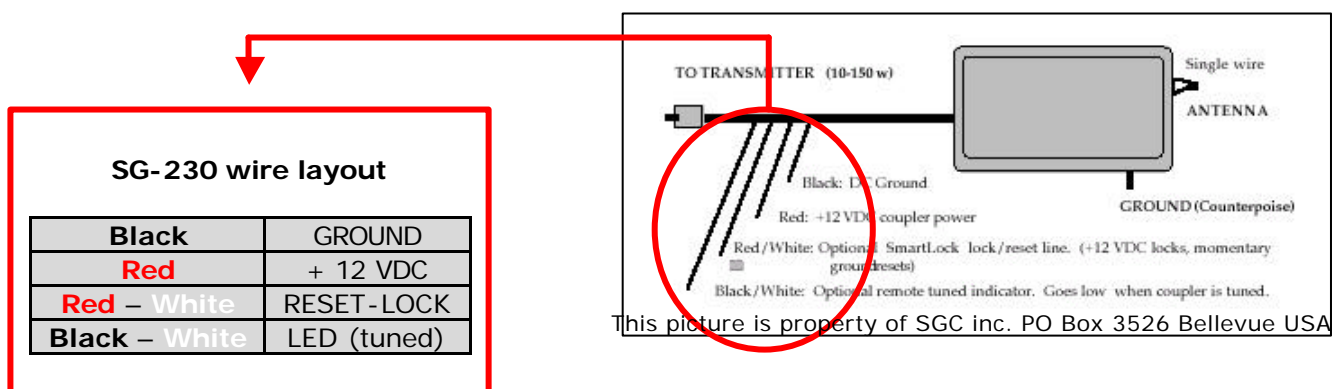 SG-230 wire layout
Black GROUND
Red + 12 VDC
Red – White RESET-LOCK
Black – White LED (tuned)
TO TRANSMITTER (10-150 w)
Single wire
ANTENNA
Black: DC Ground
GROUND (Counterpoise)
Red: +12 VDC coupler power
Red/White: Optional SmartLock lock/reset line. (+12 VDC locks, momentary
groundresets)
Black/White: Optional remote tuned indicator. Goes low when coupler is tuned.
This picture is property of SGC inc. PO Box 3526 Bellevue USA